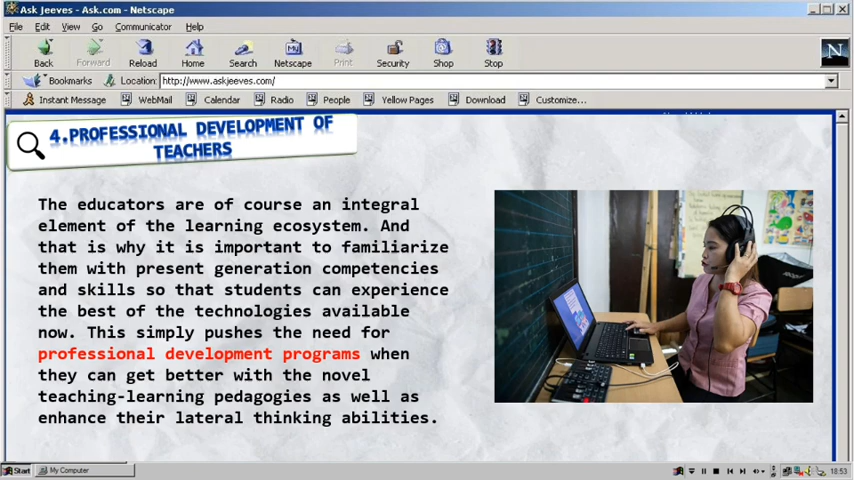 Ask Jeeves - Ask.com - Netscape
File Edit View Go Communicator Help
Back Forward Reload Home Search Netscape Print Security Shop Stop
My
N
Bookmarks Location: http://www.askjeeves.com/
Instant Message WebMail Calendar Radio People Yellow Pages Download Customize...
4.PROFESSIONAL DEVELOPMENT OF
TEACHERS
The educators are of course an integral
element of the learning ecosystem. And
that is why it is important to familiarize
them with present generation competencies
and skills so that students can experience
the best of the technologies available
now. This simply pushes the need for
professional development programs when
they can get better with the novel
teaching-learning pedagogies as well as
enhance their lateral thinking abilities.
Start My Computer 18:53